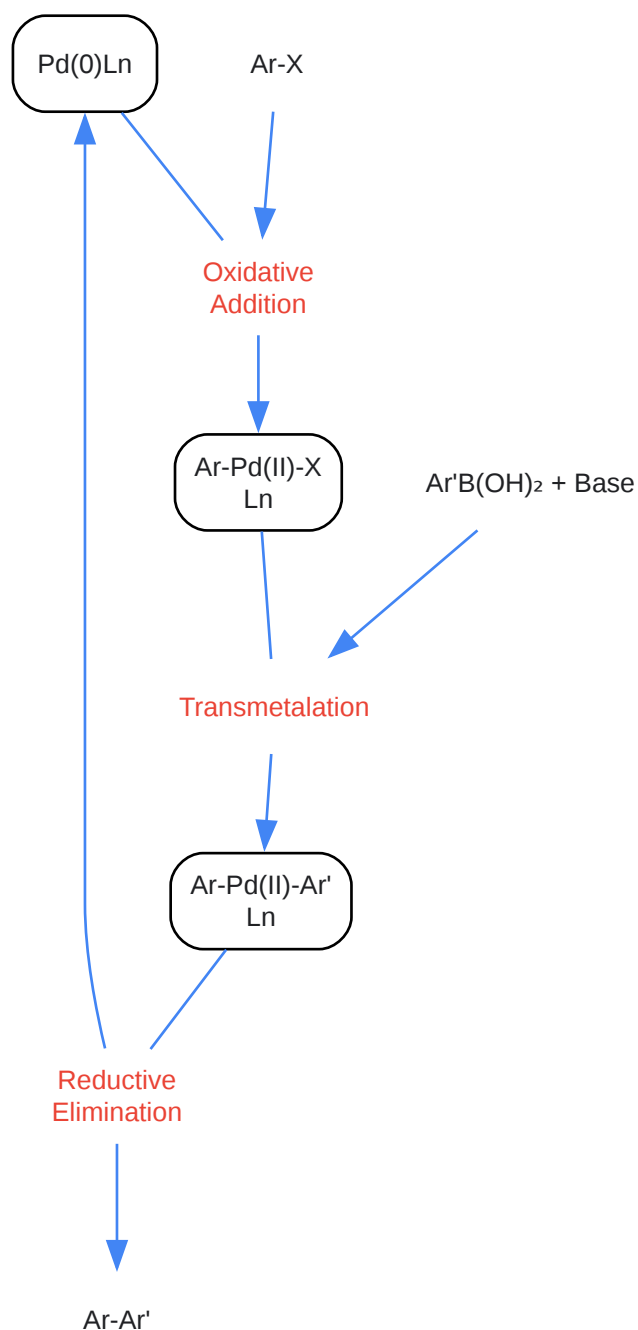 Pd(0)Ln
Ar-X
Oxidative
Addition
Ar-Pd(II)-X
Ln
Ar'B(OH)₂ + Base
Transmetalation
Ar-Pd(II)-Ar'
Ln
Reductive
Elimination
Ar-Ar'